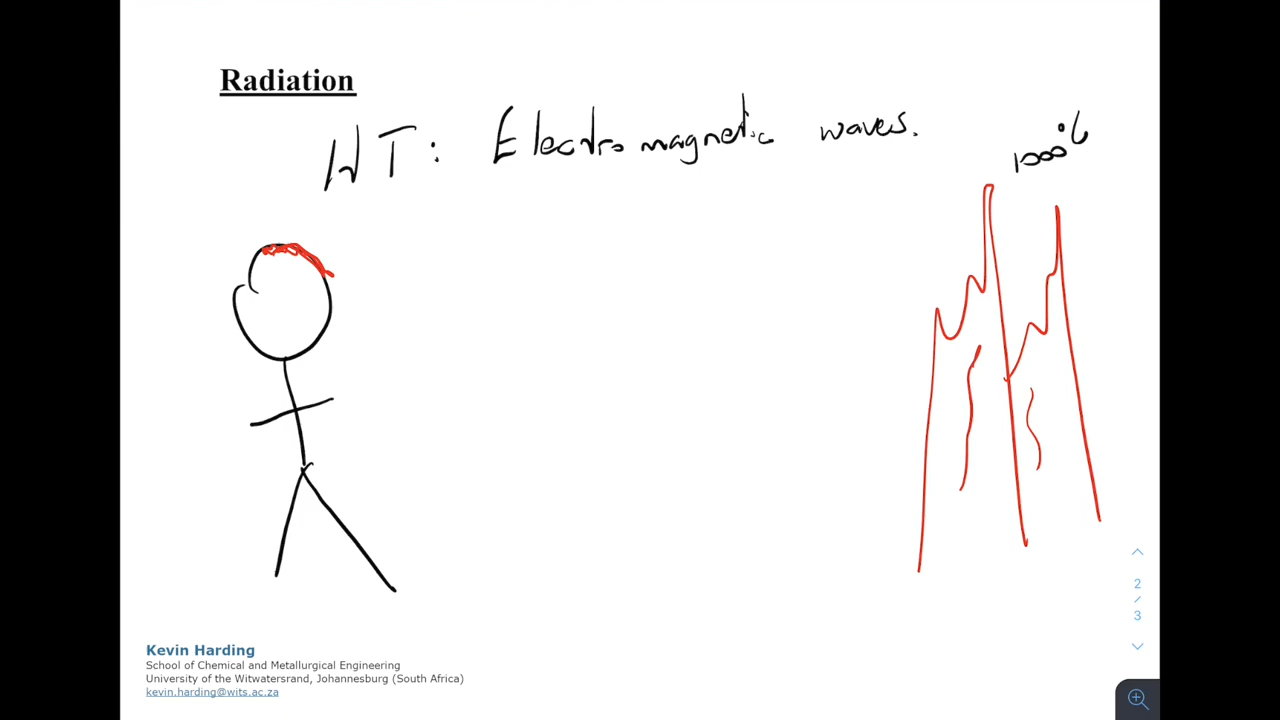 Radiation
HT: Electromagnetic waves.
1000°C
Kevin Harding
School of Chemical and Metallurgical Engineering
University of the Witwatersrand, Johannesburg (South Africa)
kevin.harding@wits.ac.za
2
/
3